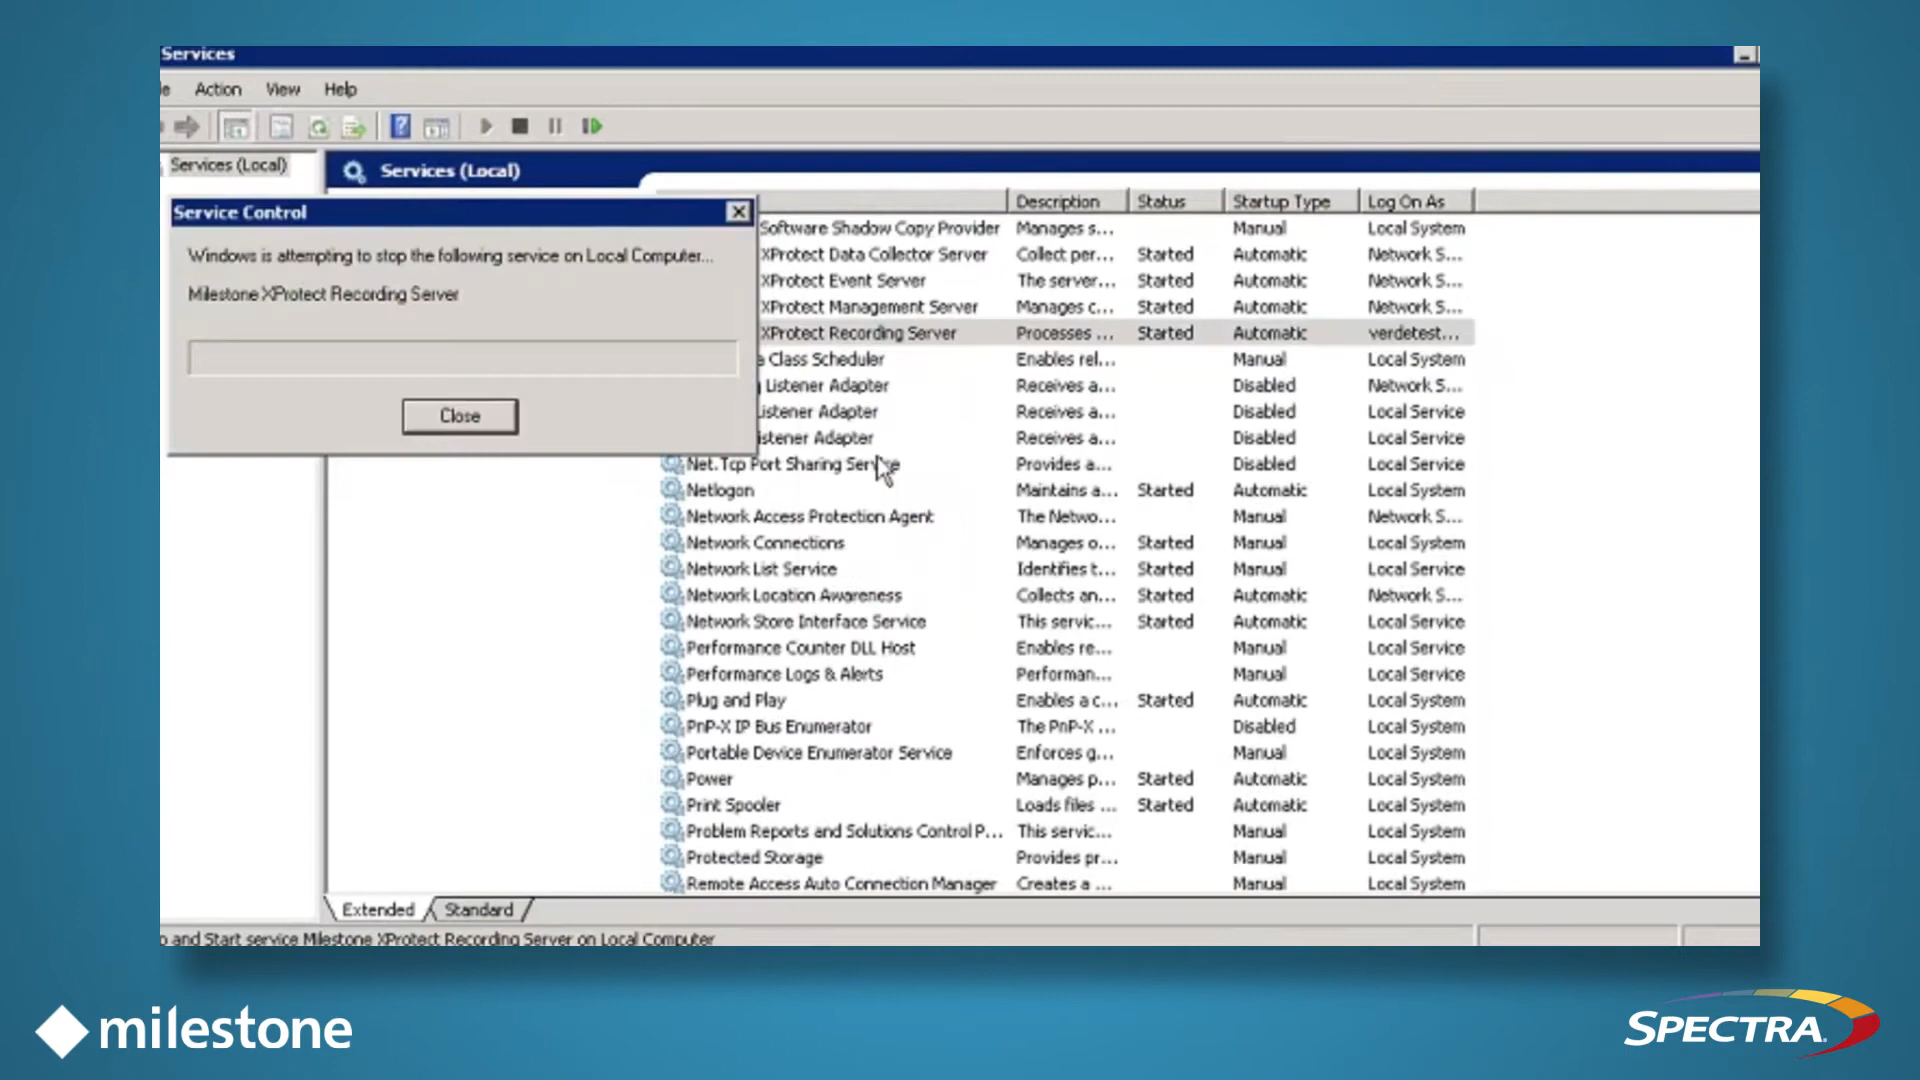 Services
Action View Help
Services (Local)
Services (Local)
Service Control
Windows is attempting to stop the following service on Local Computer...
Milestone XProtect Recording Server
Close
Description Status Startup Type Log On As
Software Shadow Copy Provider Manages s... Manual Local System
XProtect Data Collector Server Collect per... Started Automatic Network S...
XProtect Event Server The server... Started Automatic Network S...
XProtect Management Server Manages c... Started Automatic Network S...
XProtect Recording Server Processes ... Started Automatic verdetest...
Class Scheduler Enables rel... Manual Local System
Listener Adapter Receives a... Disabled Network S...
Listener Adapter Receives a... Disabled Local Service
istener Adapter Receives a... Disabled Local Service
Net.Tcp Port Sharing Service Provides a... Disabled Local Service
Netlogon Maintains a... Started Automatic Local System
Network Access Protection Agent The Netwo... Manual Network S...
Network Connections Manages o... Started Manual Local System
Network List Service Identifies t... Started Manual Local Service
Network Location Awareness Collects an... Started Automatic Network S...
Network Store Interface Service This servic... Started Automatic Local Service
Performance Counter DLL Host Enables re... Manual Local Service
Performance Logs & Alerts Performan... Manual Local Service
Plug and Play Enables a c... Started Automatic Local System
PnP-X IP Bus Enumerator The PnP-X ... Disabled Local System
Portable Device Enumerator Service Enforces g... Manual Local System
Power Manages p... Started Automatic Local System
Print Spooler Loads files ... Started Automatic Local System
Problem Reports and Solutions Control P... This servic... Manual Local System
Protected Storage Provides pr... Manual Local System
Remote Access Auto Connection Manager Creates a ... Manual Local System
Extended Standard
and Start service Milestone XProtect Recording Server on Local Computer
milestone
SPECTRA